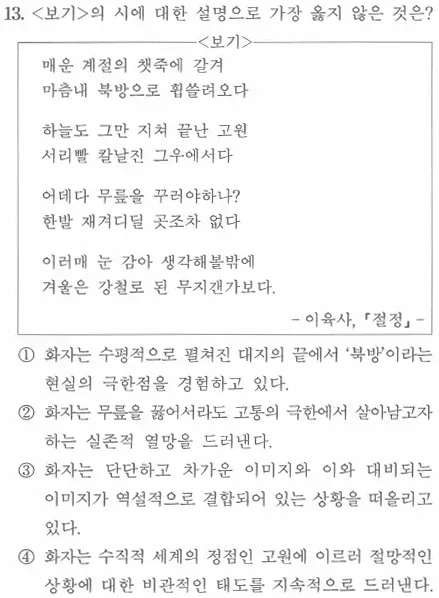 13. <보기>의 시에 대한 설명으로 가장 옳지 않은 것은?
<보기>
매운 계절의 챗죽에 갈겨
마츰내 북방으로 휩쓸려오다
하늘도 그만 지쳐 끝난 고원
서리빨 칼날진 그우에서다
어데다 무릎을 꾸러야하나?
한발 재겨디딜 곳조차 없다
이러매 눈 감아 생각해볼밖에
겨울은 강철로 된 무지갠가보다.
- 이육사, 「절정」 -
① 화자는 수평적으로 펼쳐진 대지의 끝에서 ‘북방’이라는
현실의 극한점을 경험하고 있다.
② 화자는 무릎을 꿇어서라도 고통의 극한에서 살아남고자
하는 실존적 열망을 드러낸다.
③ 화자는 단단하고 차가운 이미지와 이와 대비되는
이미지가 역설적으로 결합되어 있는 상황을 떠올리고
있다.
④ 화자는 수직적 세계의 정점인 고원에 이르러 절망적인
상황에 대한 비관적인 태도를 지속적으로 드러낸다.